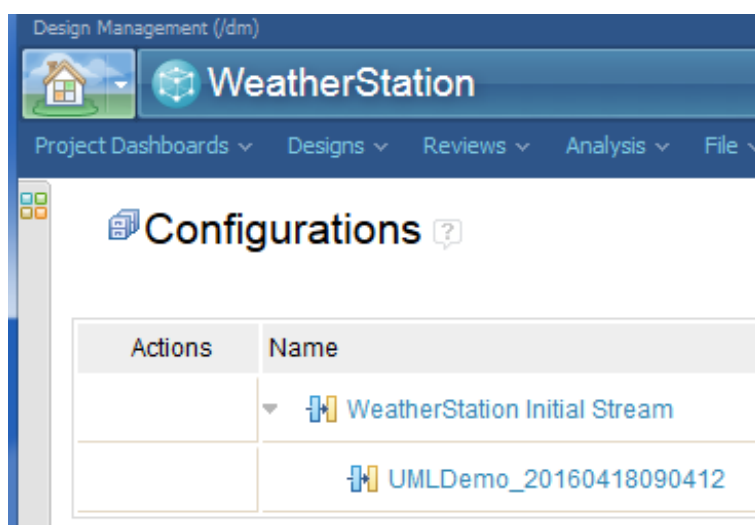 Design Management (/dm)
WeatherStation
Project Dashboards Designs Reviews Analysis File
Configurations ?
Actions Name
WeatherStation Initial Stream
UMLDemo_20160418090412